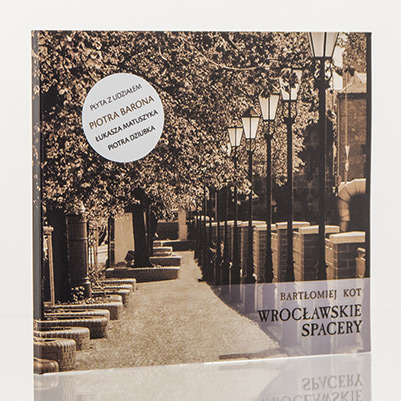 PŁYTA Z UDZIAŁEM
PIOTRA BARONA
ŁUKASZA MATUSZYKA
PIOTRA DZIUBKA
BARTŁOMIEJ KOT
WROCŁAWSKIE
SPACERY